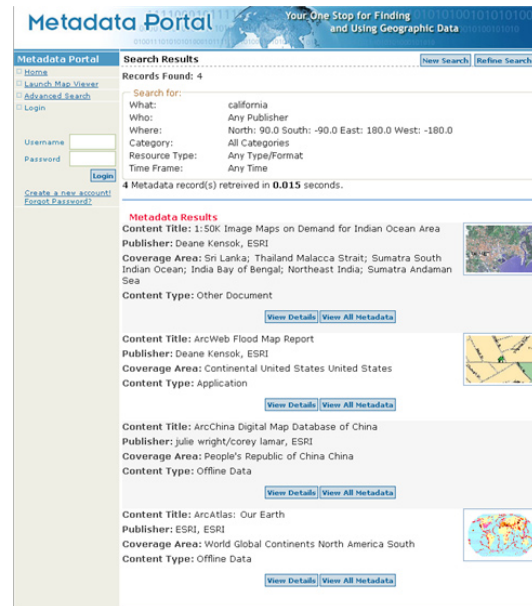 Metadata Portal
Your One Stop for Finding
and Using Geographic Data
Metadata Portal
Home
Launch Map Viewer
Advanced Search
Login
Username
Password
Login
Create a new account!
Forgot Password?
Search Results
New Search Refine Search
Records Found: 4
Search for:
What: california
Who: Any Publisher
Where: North: 90.0 South: -90.0 East: 180.0 West: -180.0
Category: All Categories
Resource Type: Any Type/Format
Time Frame: Any Time
4 Metadata record(s) retreived in 0.015 seconds.
Metadata Results
Content Title: 1:50K Image Maps on Demand for Indian Ocean Area
Publisher: Deane Kensok, ESRI
Coverage Area: Sri Lanka; Thailand Malacca Strait; Sumatra South
Indian Ocean; India Bay of Bengal; Northeast India; Sumatra Andaman
Sea
Content Type: Other Document
View Details View All Metadata
Content Title: ArcWeb Flood Map Report
Publisher: Deane Kensok, ESRI
Coverage Area: Continental United States United States
Content Type: Application
View Details View All Metadata
Content Title: ArcChina Digital Map Database of China
Publisher: julie wright/corey lamar, ESRI
Coverage Area: People's Republic of China China
Content Type: Offline Data
View Details View All Metadata
Content Title: ArcAtlas: Our Earth
Publisher: ESRI, ESRI
Coverage Area: World Global Continents North America South
Content Type: Offline Data
View Details View All Metadata